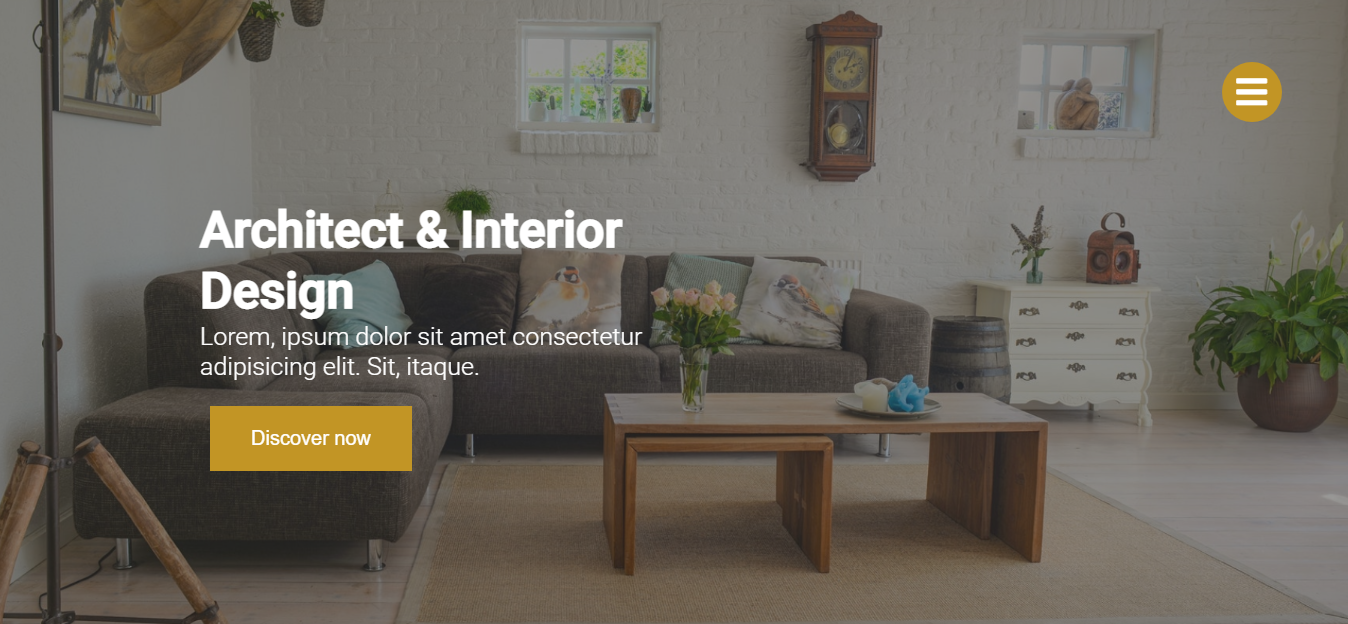 Architect & Interior
Design
Lorem, ipsum dolor sit amet consectetur
adipisicing elit. Sit, itaque.
Discover now